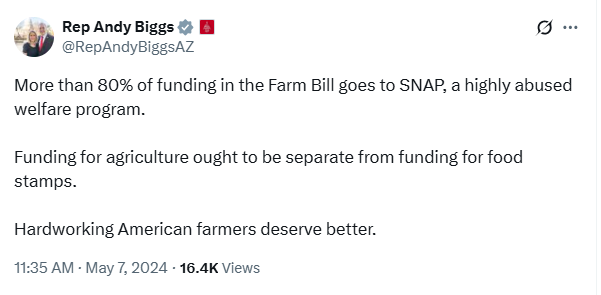 Rep Andy Biggs
@RepAndyBiggsAZ
More than 80% of funding in the Farm Bill goes to SNAP, a highly abused
welfare program.
Funding for agriculture ought to be separate from funding for food
stamps.
Hardworking American farmers deserve better.
11:35 AM · May 7, 2024 · 16.4K Views